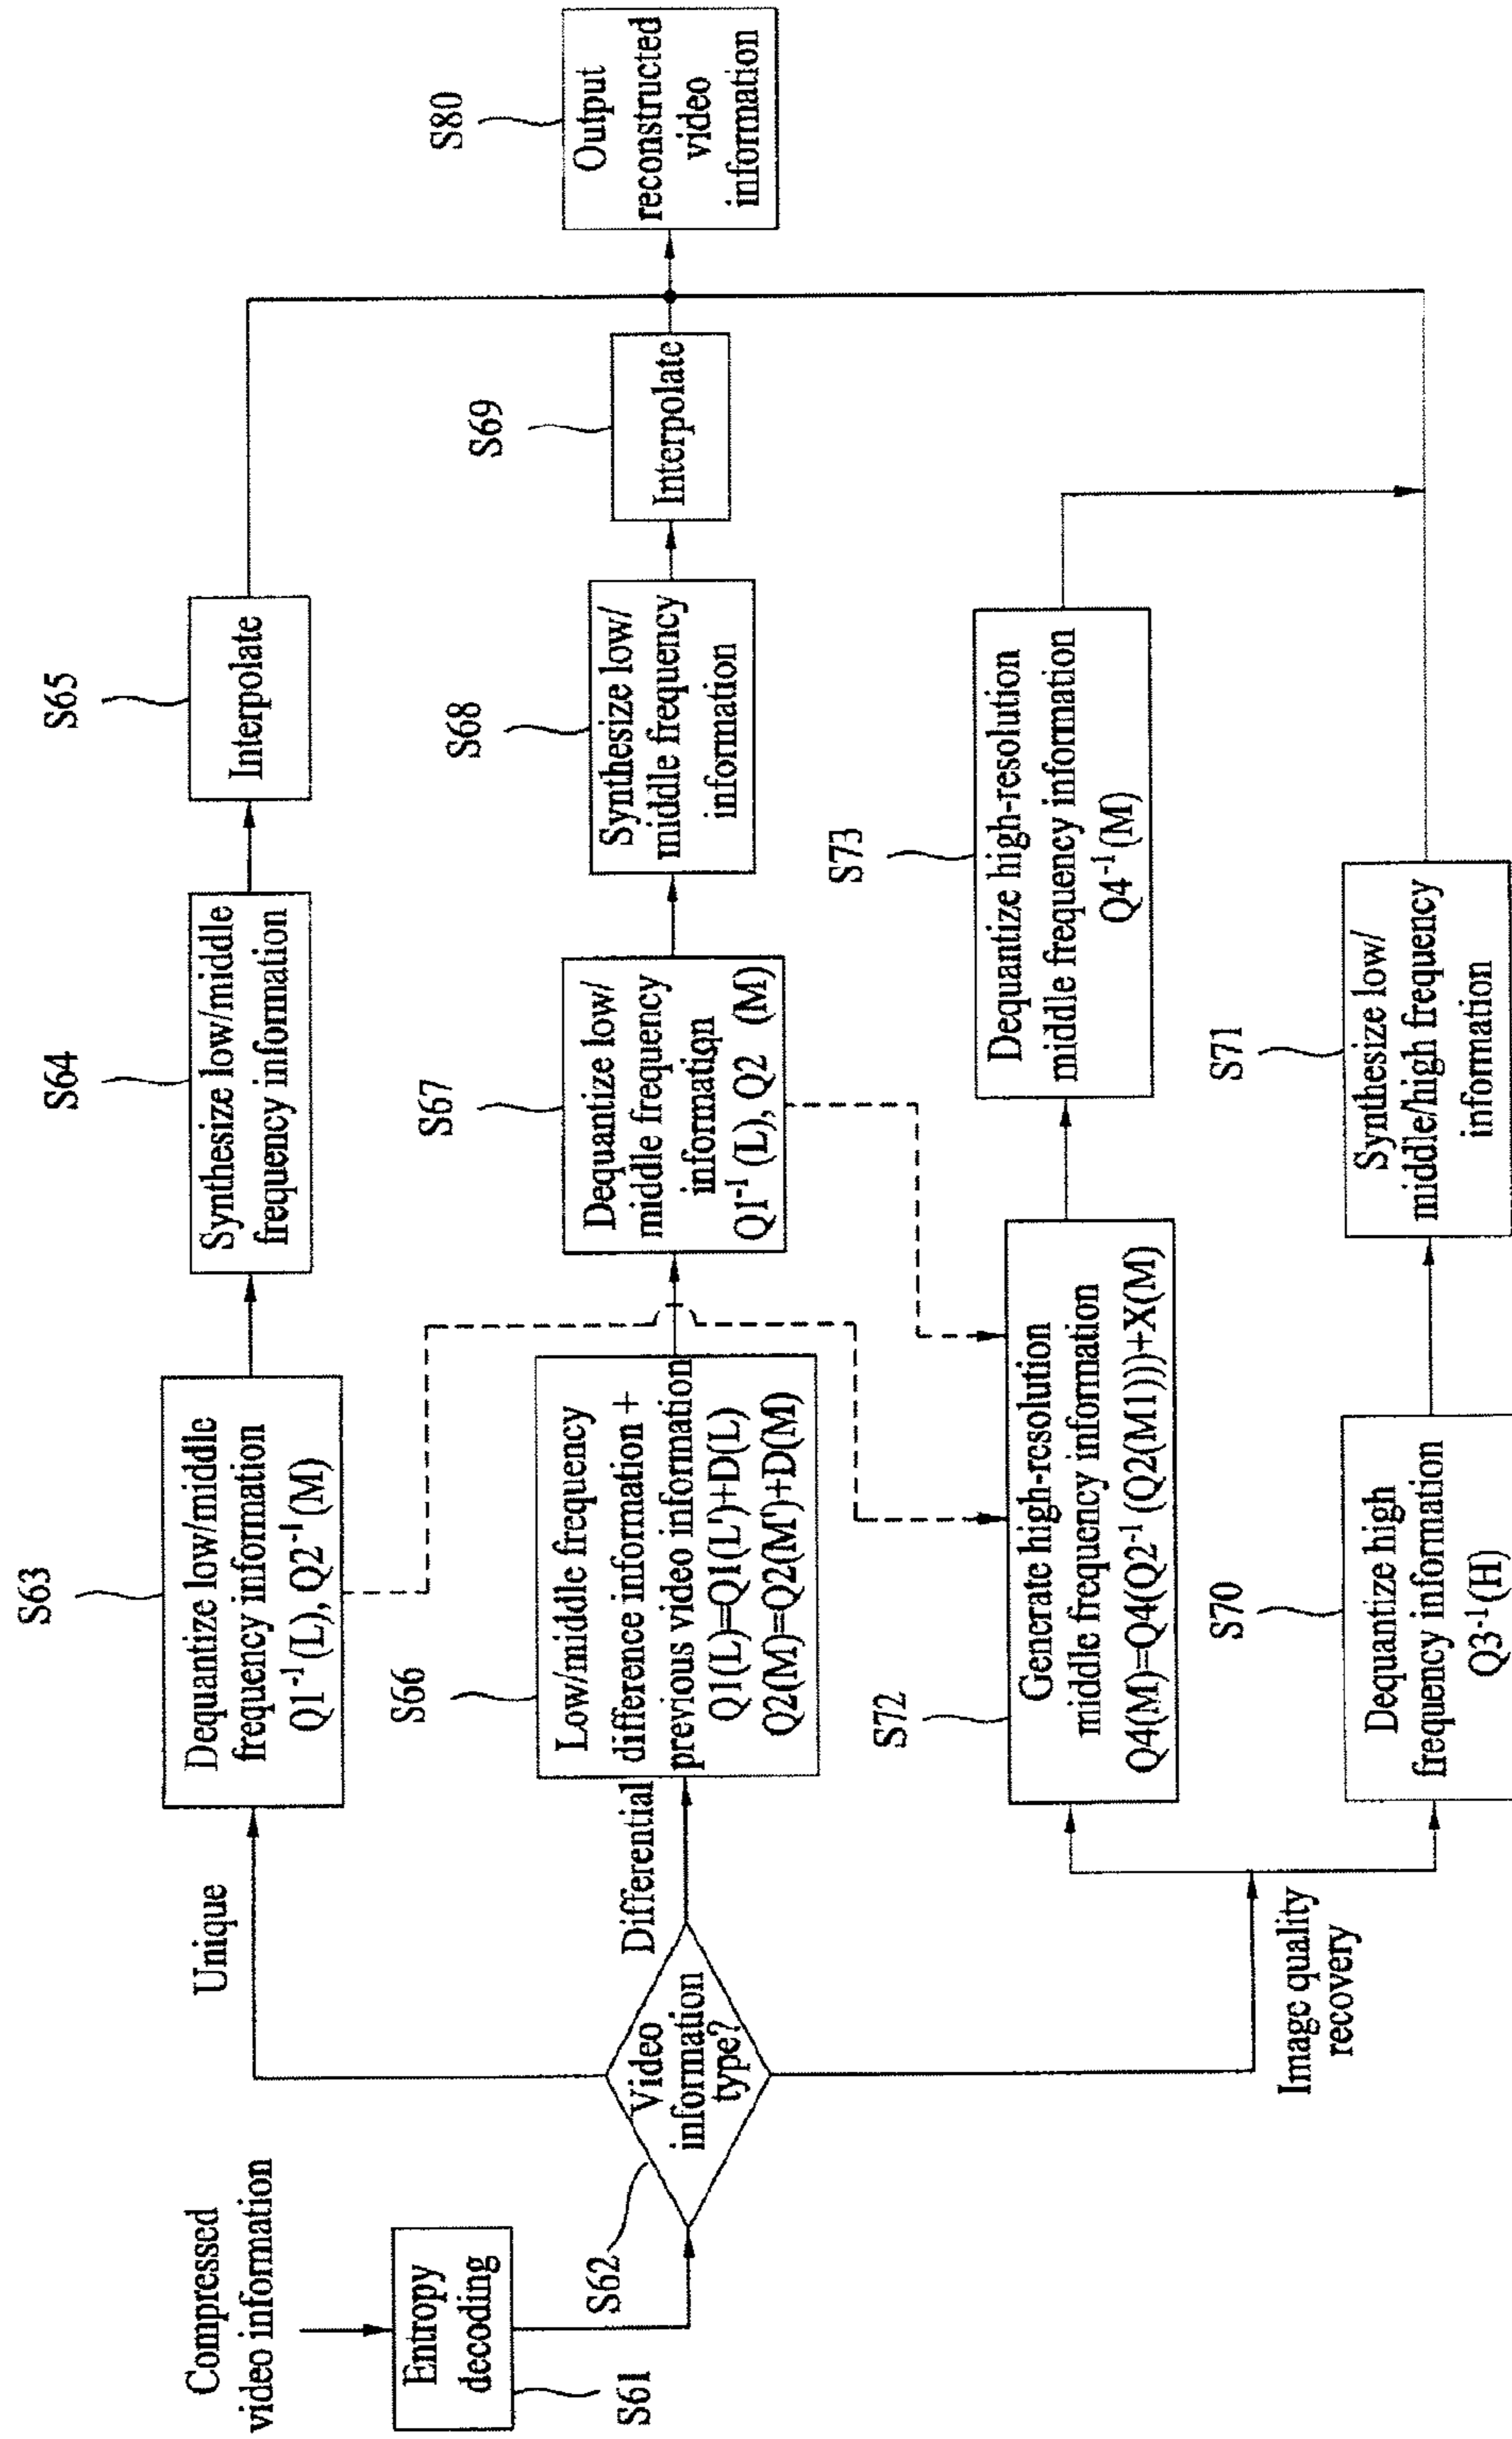 Compressed
video information
Entropy
decoding
S61
S62
Video
information
type?
Unique
Differential
Image quality
recovery
S63
Dequantize low/middle
frequency information
Q1⁻¹(L), Q2⁻¹(M)
S64
Synthesize low/middle
frequency information
S65
Interpolate
S66
Low/middle frequency
difference information +
previous video information
Q1(L)=Q1(L')+D(L)
Q2(M)=Q2(M')+D(M)
S67
Dequantize low/
middle frequency
information
Q1⁻¹(L), Q2 (M)
S68
Synthesize low/
middle frequency
information
S69
Interpolate
S80
Output
reconstructed
video
information
S72
Generate high-resolution
middle frequency information
Q4(M)=Q4(Q2⁻¹(Q2(M1)))+X(M)
S73
Dequantize high-resolution
middle frequency information
Q4⁻¹(M)
S70
Dequantize high
frequency information
Q3⁻¹(H)
S71
Synthesize low/
middle/high frequency
information